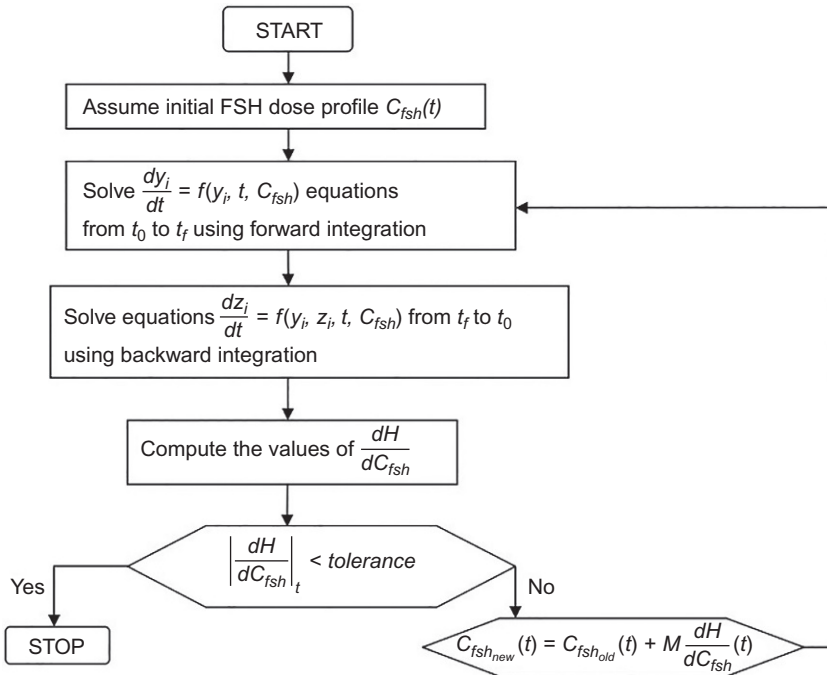 START
Assume initial FSH dose profile C_fsh(t)
Solve dy_i/dt = f(y_i, t, C_fsh) equations
from t_0 to t_f using forward integration
Solve equations dz_i/dt = f(y_i, z_i, t, C_fsh) from t_f to t_0
using backward integration
Compute the values of dH/dC_fsh
|dH/dC_fsh|_t < tolerance
Yes
No
STOP
C_fsh_new(t) = C_fsh_old(t) + M dH/dC_fsh(t)